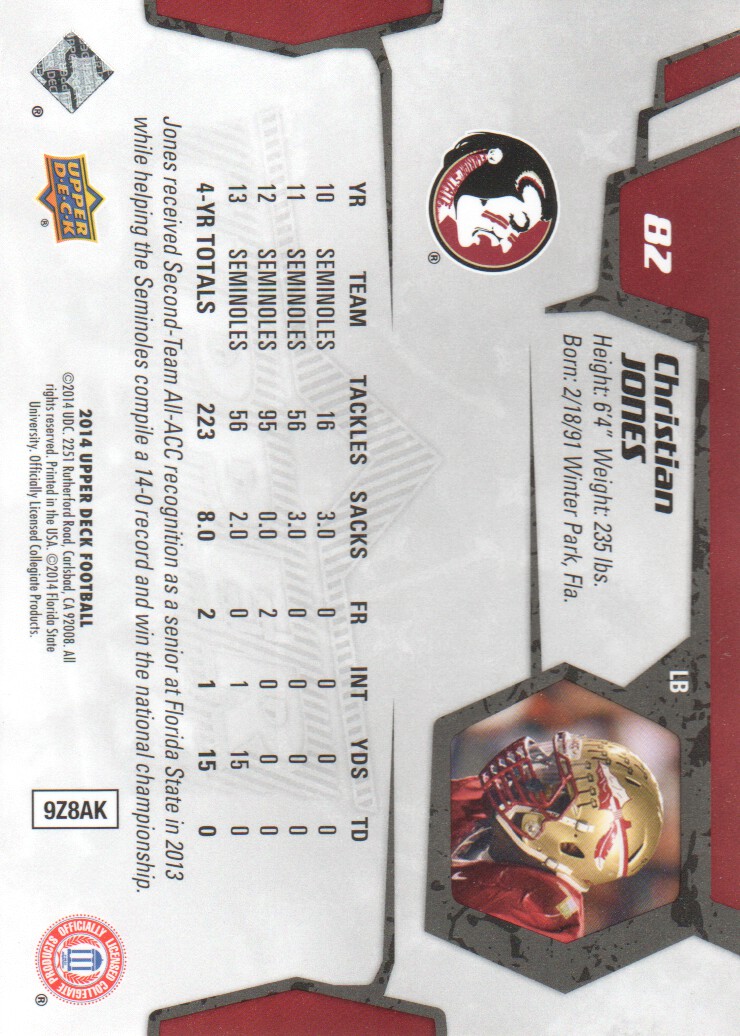 82
Christian
JONES
Height: 6'4" Weight: 235 lbs.
Born: 2/18/91 Winter Park, Fla.
LB
®
YR TEAM TACKLES SACKS FR INT YDS TD
10 SEMINOLES 16 3.0 0 0 0 0
11 SEMINOLES 56 3.0 0 0 0 0
12 SEMINOLES 95 0.0 2 0 0 0
13 SEMINOLES 56 2.0 0 1 15 0
4-YR TOTALS 223 8.0 2 1 15 0
Jones received Second-Team All-ACC recognition as a senior at Florida State in 2013
while helping the Seminoles compile a 14-0 record and win the national championship.
®
UPPER
D·E·C·K
®
2014 UPPER DECK FOOTBALL
©2014 UDC. 2251 Rutherford Road, Carlsbad, CA 92008. All
rights reserved. Printed in the USA. ©2014 Florida State
University. Officially Licensed Collegiate Products.
9Z8AK
OFFICIALLY LICENSED
COLLEGIATE PRODUCTS
®